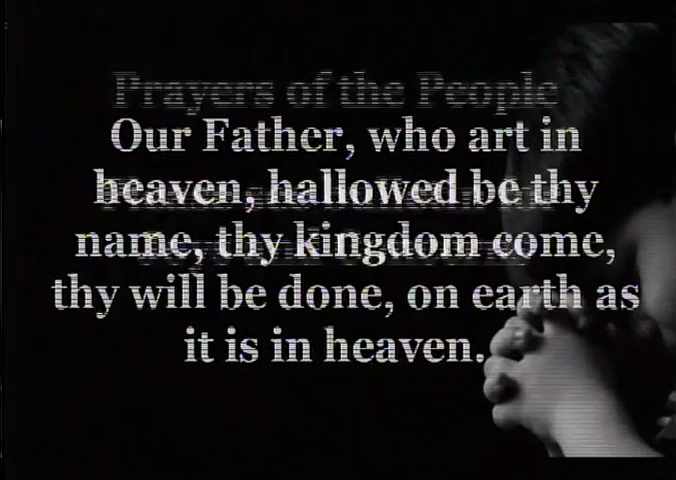 Prayers of the People
Our Father, who art in
heaven, hallowed be thy
name, thy kingdom come,
thy will be done, on earth as
it is in heaven.